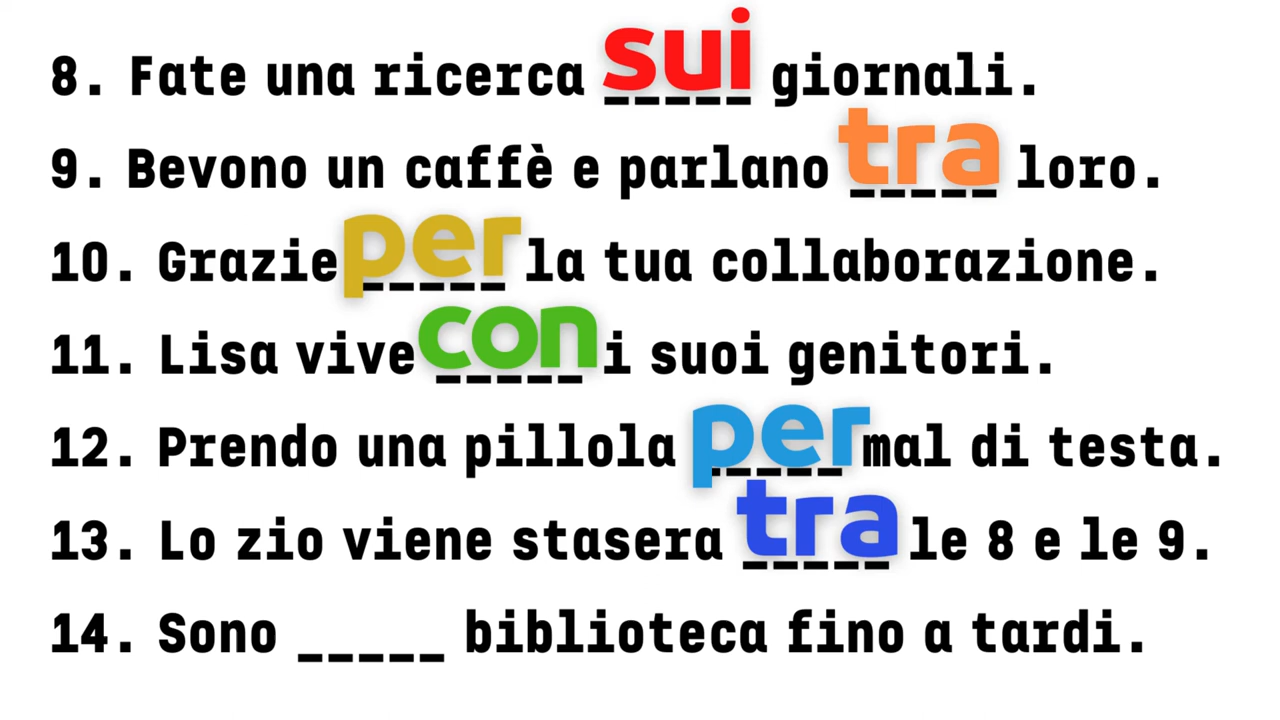 8. Fate una ricerca sui giornali.
9. Bevono un caffè e parlano tra loro.
10. Grazie per la tua collaborazione.
11. Lisa vive con i suoi genitori.
12. Prendo una pillola per mal di testa.
13. Lo zio viene stasera tra le 8 e le 9.
14. Sono _____ biblioteca fino a tardi.